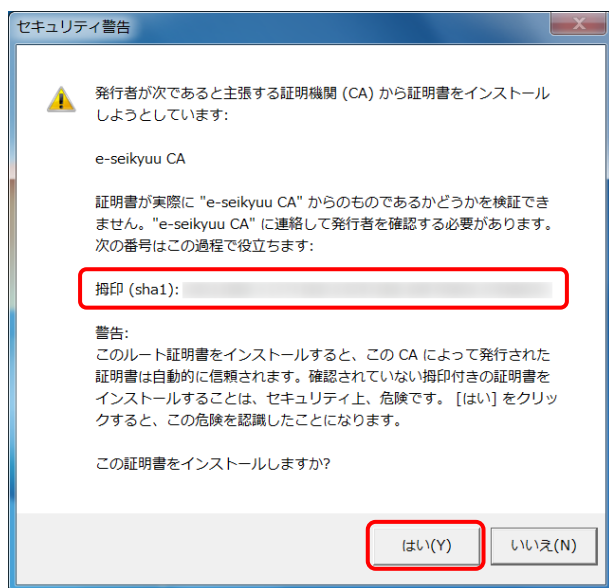 セキュリティ警告
発行者が次であると主張する証明機関 (CA) から証明書をインストール
しようとしています:
e-seikyuu CA
証明書が実際に "e-seikyuu CA" からのものであるかどうかを検証でき
ません。"e-seikyuu CA" に連絡して発行者を確認する必要があります。
次の番号はこの過程で役立ちます:
拇印 (sha1):
警告:
このルート証明書をインストールすると、この CA によって発行された
証明書は自動的に信頼されます。確認されていない拇印付きの証明書を
インストールすることは、セキュリティ上、危険です。 [はい] をクリッ
クすると、この危険を認識したことになります。
この証明書をインストールしますか?
はい(Y)
いいえ(N)